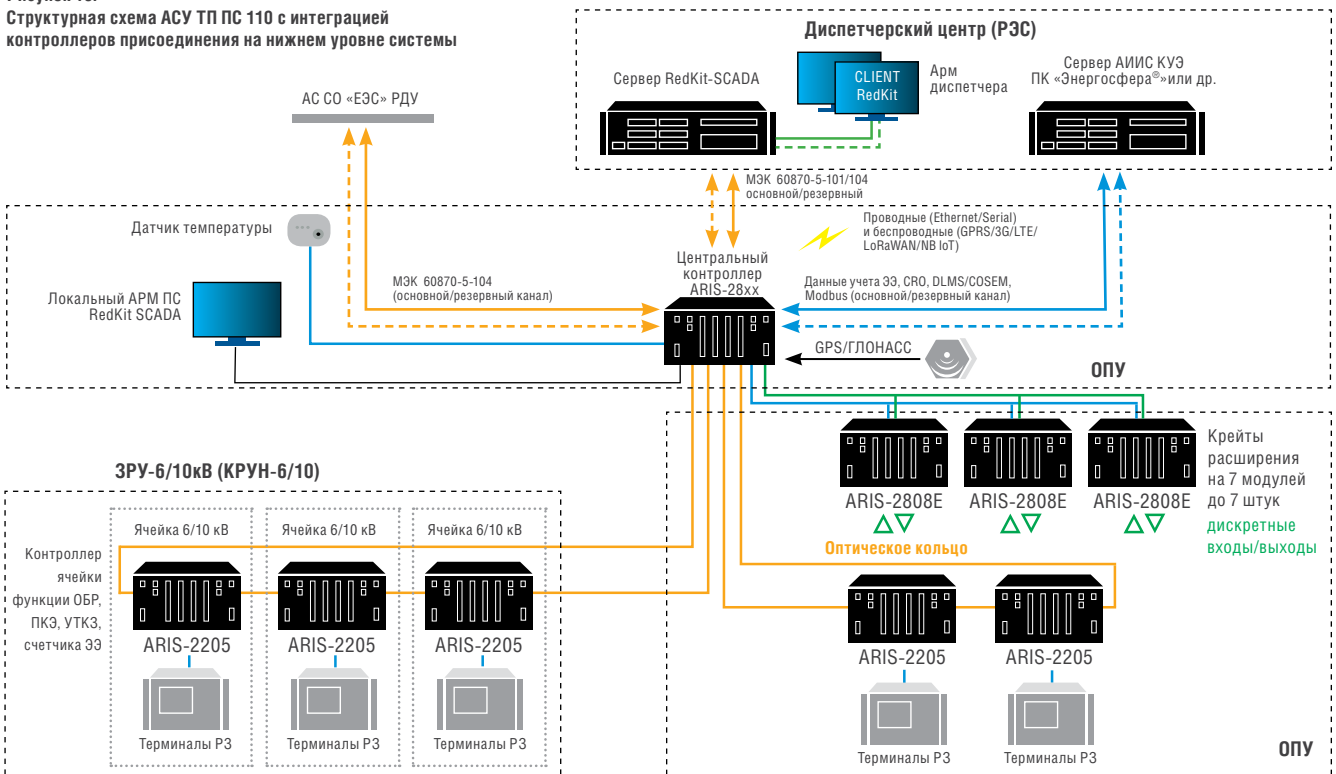 Структурная схема АСУ ТП ПС 110 с интеграцией
контроллеров присоединения на нижнем уровне системы
Диспетчерский центр (РЭС)
Сервер RedKit-SCADA
CLIENT
RedKit
Арм
диспетчера
Сервер АИИС КУЭ
ПК «Энергосфера®»или др.
АС СО «ЕЭС» РДУ
МЭК 60870-5-101/104
основной/резервный
Датчик температуры
Проводные (Ethernet/Serial)
и беспроводные (GPRS/3G/LTE/
LoRaWAN/NB IoT)
Центральный
контроллер
ARIS-28xx
МЭК 60870-5-104
(основной/резервный канал)
Данные учета ЭЭ, CRO, DLMS/COSEM,
Modbus (основной/резервный канал)
Локальный АРМ ПС
RedKit SCADA
GPS/ГЛОНАСС
ОПУ
Крейты
расширения
на 7 модулей
до 7 штук
ARIS-2808E
ARIS-2808E
ARIS-2808E
дискретные
входы/выходы
ЗРУ-6/10кВ (КРУН-6/10)
Ячейка 6/10 кВ
Ячейка 6/10 кВ
Ячейка 6/10 кВ
Контроллер
ячейки
функции ОБР,
ПКЭ, УТКЗ,
счетчика ЭЭ
Оптическое кольцо
ARIS-2205
ARIS-2205
ARIS-2205
ARIS-2205
ARIS-2205
Терминалы РЗ
Терминалы РЗ
Терминалы РЗ
Терминалы РЗ
Терминалы РЗ
ОПУ